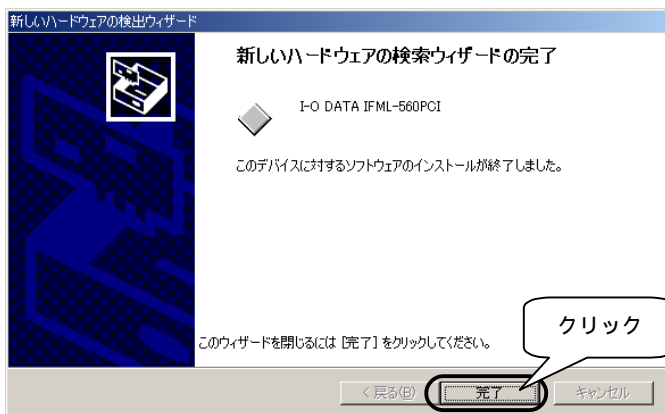 新しいハードウェアの検出ウィザード
新しいハードウェアの検索ウィザードの完了
I-O DATA IFML-560PCI
このデバイスに対するソフトウェアのインストールが終了しました。
クリック
このウィザードを閉じるには [完了] をクリックしてください。
< 戻る(B)
完了
キャンセル